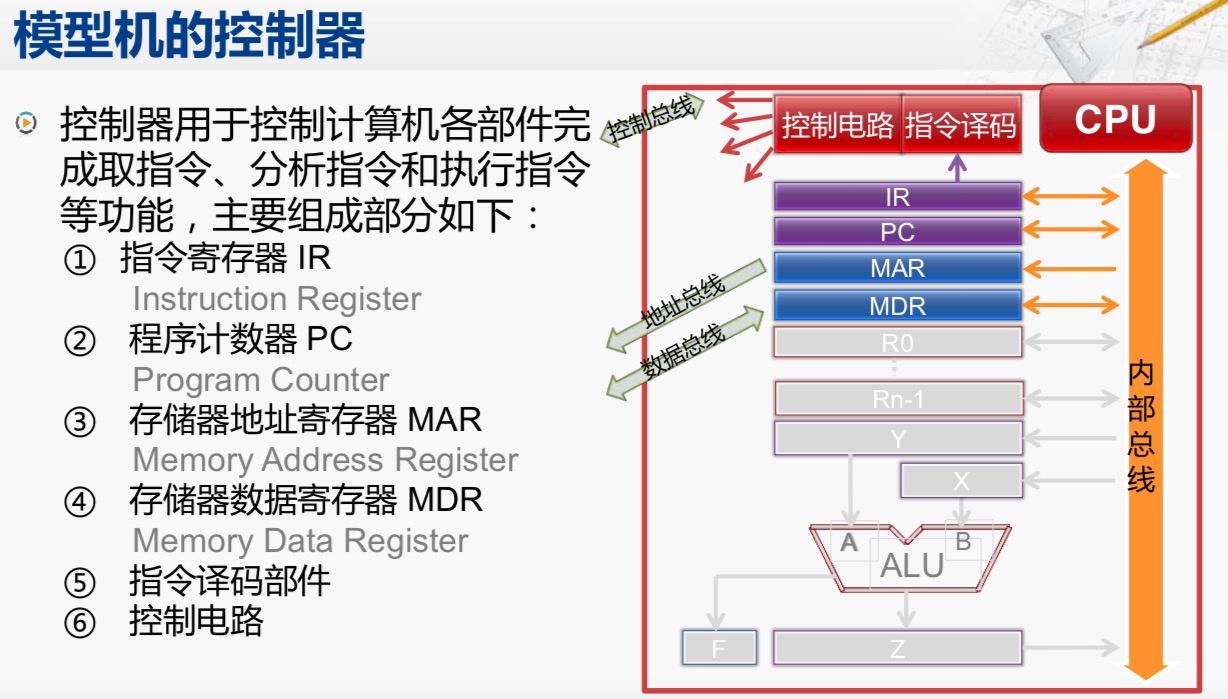 模型机的控制器
控制器用于控制计算机各部件完
成取指令、分析指令和执行指令
等功能，主要组成部分如下：
① 指令寄存器 IR
Instruction Register
② 程序计数器 PC
Program Counter
③ 存储器地址寄存器 MAR
Memory Address Register
④ 存储器数据寄存器 MDR
Memory Data Register
⑤ 指令译码部件
⑥ 控制电路
控制总线
控制电路 指令译码
CPU
IR
PC
MAR
MDR
地址总线
数据总线
R0
⋮
Rn-1
Y
X
A
B
ALU
F
Z
内部总线